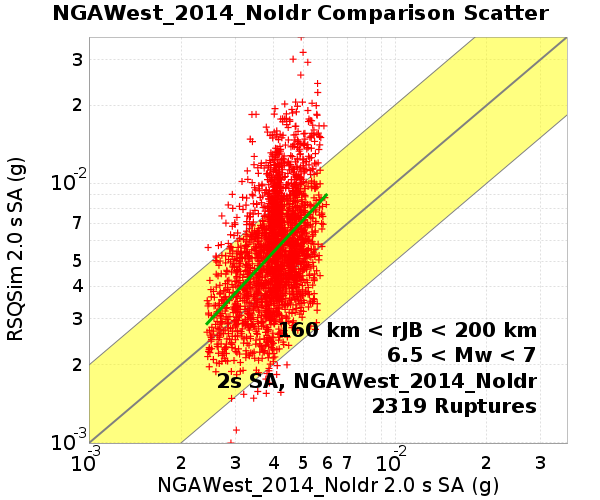 NGAWest_2014_NoIdr Comparison Scatter
RSQSim 2.0 s SA (g)
3
2
10-2
7
5
4
3
2
10-3
160 km < rJB < 200 km
6.5 < Mw < 7
2s SA, NGAWest_2014_NoIdr
2319 Ruptures
10-3 2 3 4 5 6 7 10-2 2 3
NGAWest_2014_NoIdr 2.0 s SA (g)